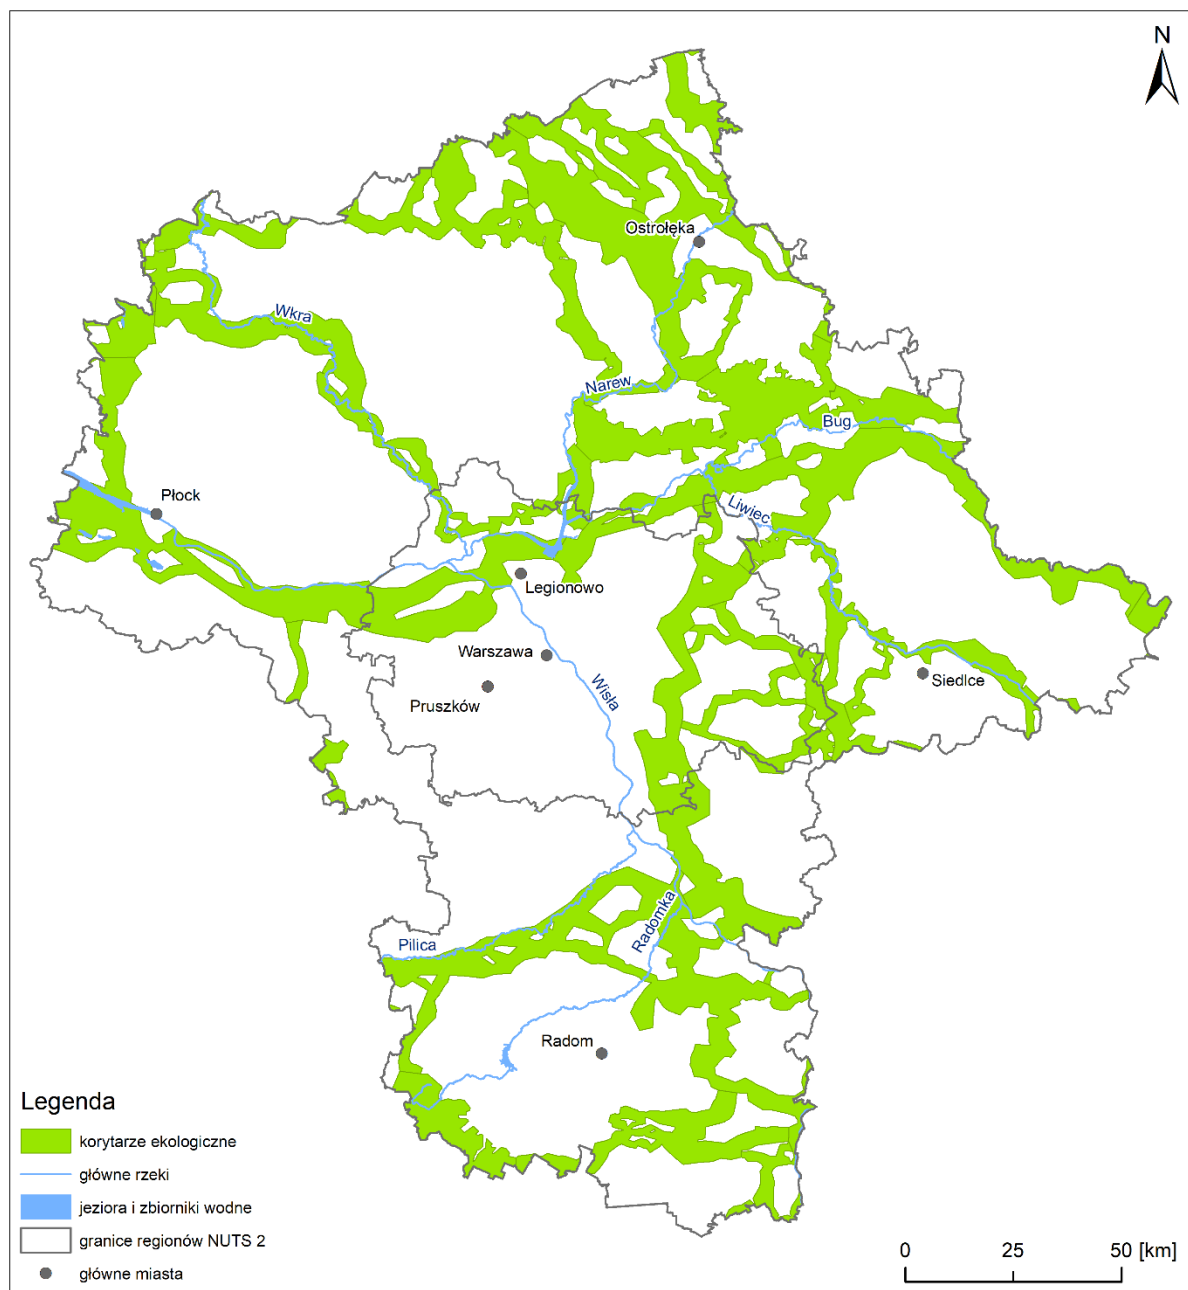 N
Ostrołęka
Wkra
Narew
Bug
Płock
Liwiec
Legionowo
Warszawa
Siedlce
Pruszków
Wisła
Radomka
Pilica
Radom
Legenda
korytarze ekologiczne
główne rzeki
jeziora i zbiorniki wodne
granice regionów NUTS 2
główne miasta
0 25 50 [km]